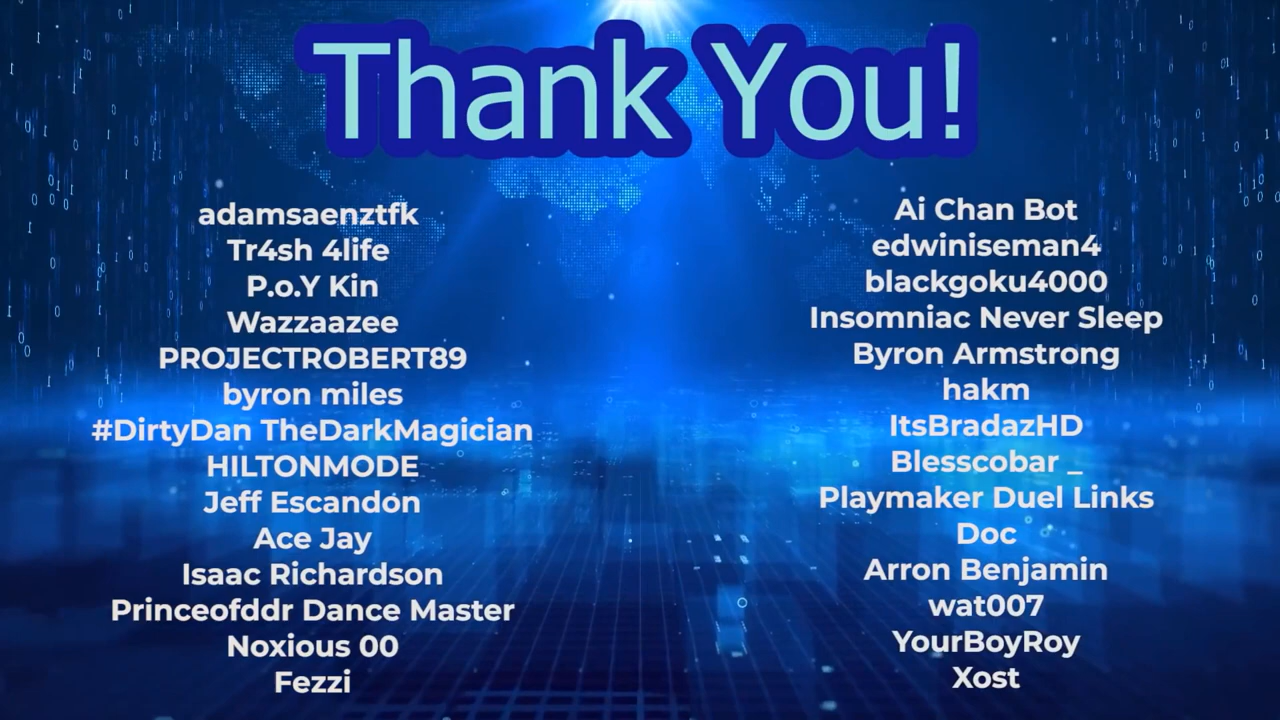 Thank You!
adamsaenztfk
Tr4sh 4life
P.o.Y Kin
Wazzaazee
PROJECTROBERT89
byron miles
#DirtyDan TheDarkMagician
HILTONMODE
Jeff Escandon
Ace Jay
Isaac Richardson
Princeofddr Dance Master
Noxious 00
Fezzi
Ai Chan Bot
edwiniseman4
blackgoku4000
Insomniac Never Sleep
Byron Armstrong
hakm
ItsBradazHD
Blesscobar _
Playmaker Duel Links
Doc
Arron Benjamin
wat007
YourBoyRoy
Xost